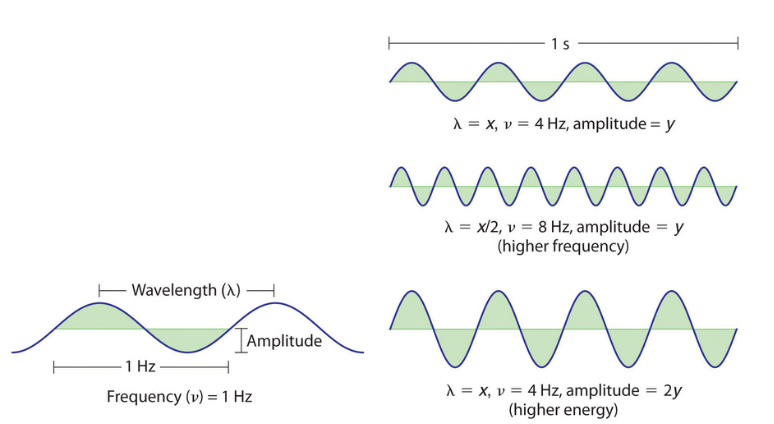 1 s
λ = x, ν = 4 Hz, amplitude = y
λ = x/2, ν = 8 Hz, amplitude = y
(higher frequency)
Wavelength (λ)
Amplitude
1 Hz
Frequency (ν) = 1 Hz
λ = x, ν = 4 Hz, amplitude = 2y
(higher energy)